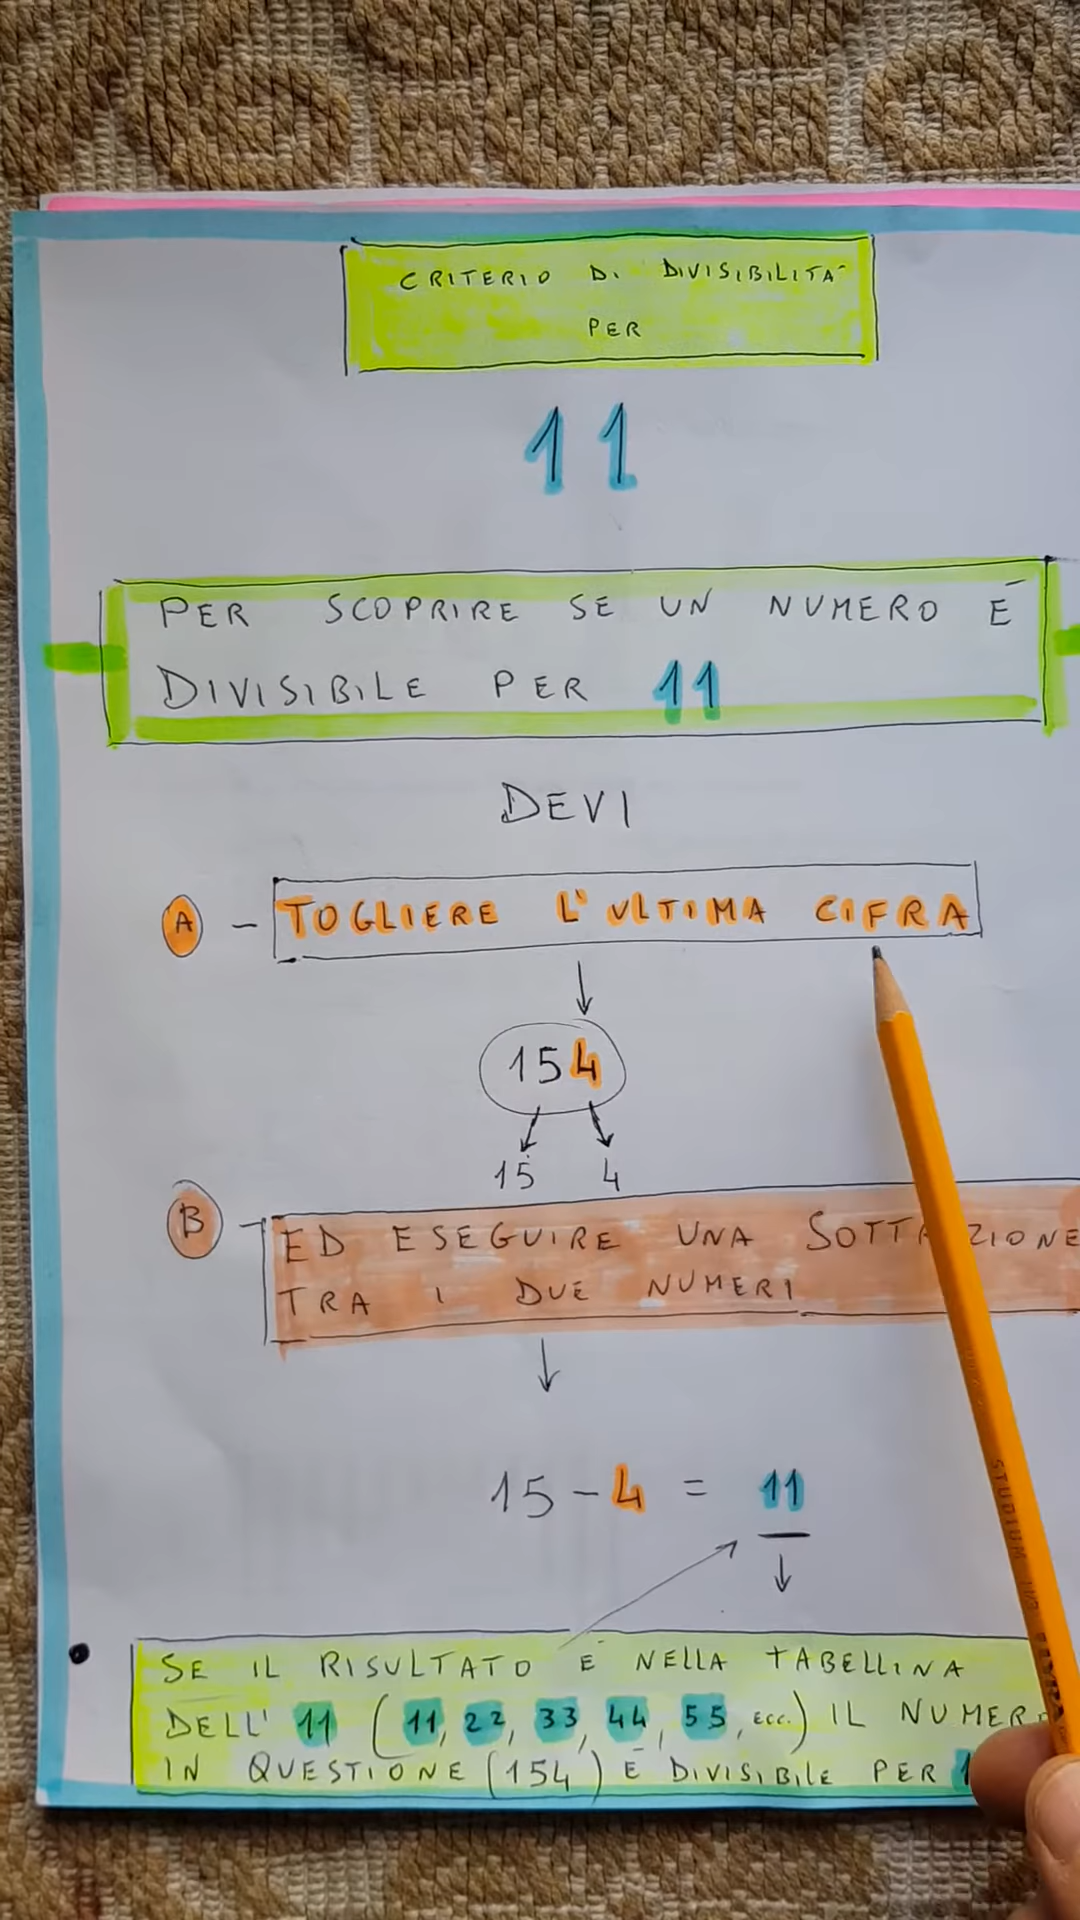 CRITERIO DI DIVISIBILITÀ
PER
11
PER SCOPRIRE SE UN NUMERO È
DIVISIBILE PER 11
DEVI
A - TOGLIERE L'ULTIMA CIFRA
154
15 4
B - ED ESEGUIRE UNA SOTTRAZIONE
TRA I DUE NUMERI
15 - 4 = 11
SE IL RISULTATO È NELLA TABELLINA
DELL' 11 (11, 22, 33, 44, 55, ECC.) IL NUMERO
IN QUESTIONE (154) È DIVISIBILE PER
STUDIUM